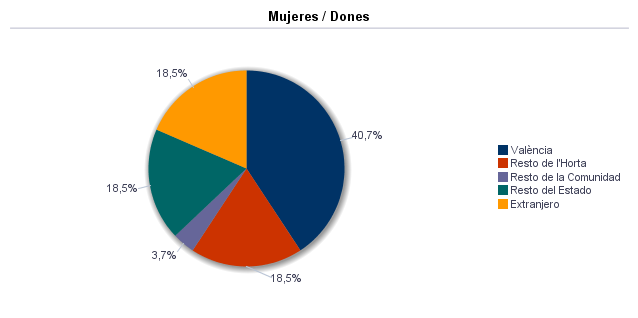 Mujeres / Dones
18,5%
40,7%
18,5%
3,7%
18,5%
València
Resto de l'Horta
Resto de la Comunidad
Resto del Estado
Extranjero